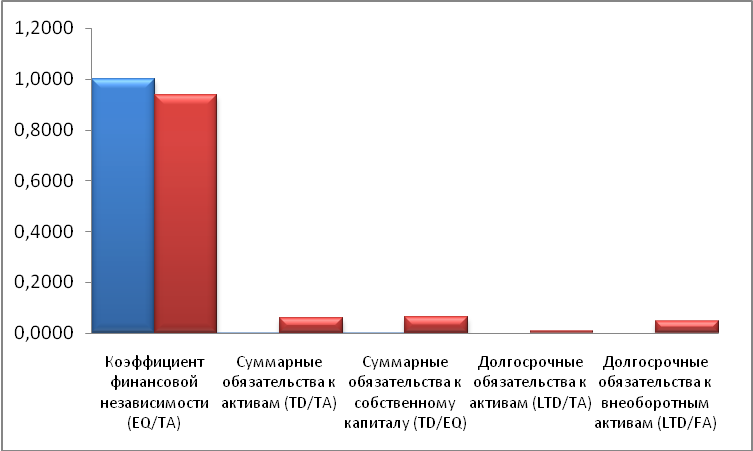 1,2000
1,0000
0,8000
0,6000
0,4000
0,2000
0,0000
Коэффициент
финансовой
независимости
(EQ/TA)
Суммарные
обязательства к
активам (TD/TA)
Суммарные
обязательства к
собственному
капиталу (TD/EQ)
Долгосрочные
обязательства к
активам (LTD/TA)
Долгосрочные
обязательства к
внеоборотным
активам (LTD/FA)